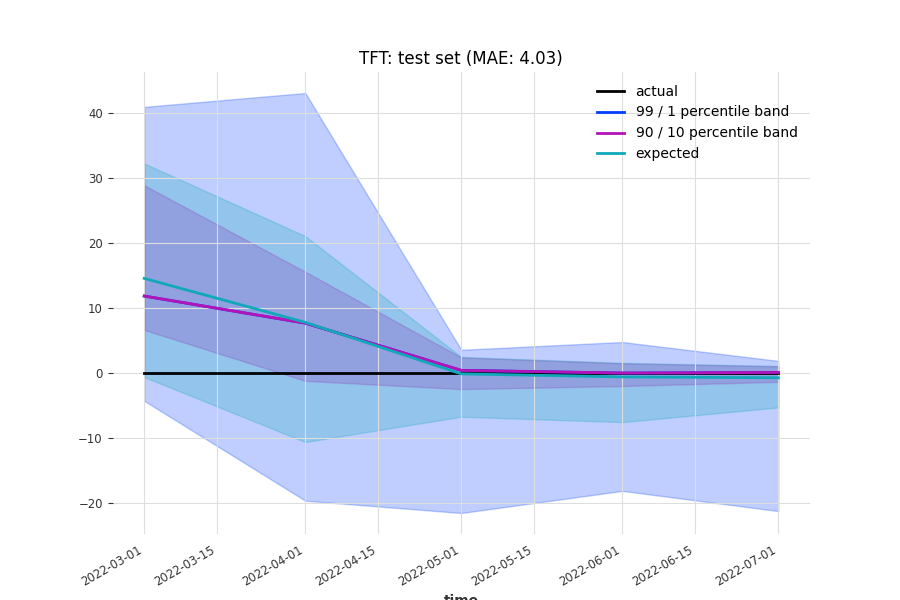 TFT: test set (MAE: 4.03)
actual
99 / 1 percentile band
90 / 10 percentile band
expected
40
30
20
10
0
−10
−20
2022-03-01
2022-03-15
2022-04-01
2022-04-15
2022-05-01
2022-05-15
2022-06-01
2022-06-15
2022-07-01
time